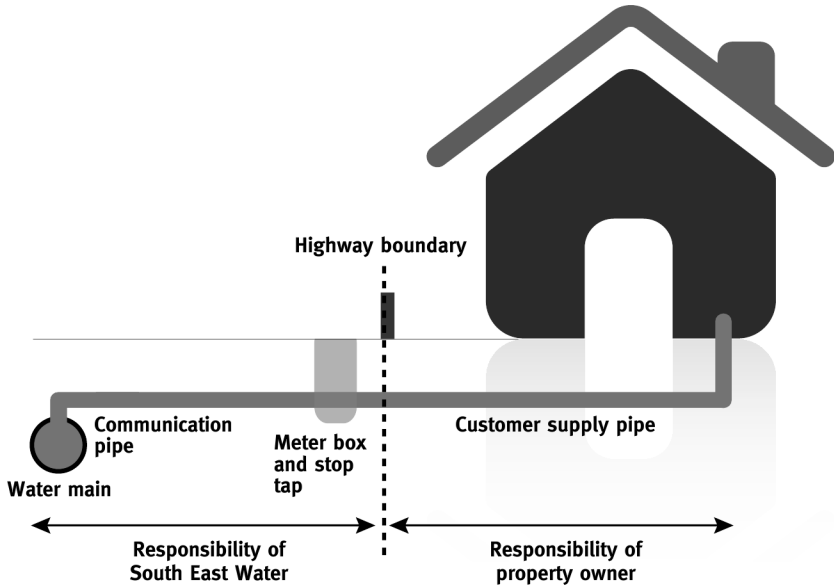 Highway boundary
Communication
pipe
Customer supply pipe
Meter box
and stop
tap
Water main
Responsibility of
South East Water
Responsibility of
property owner